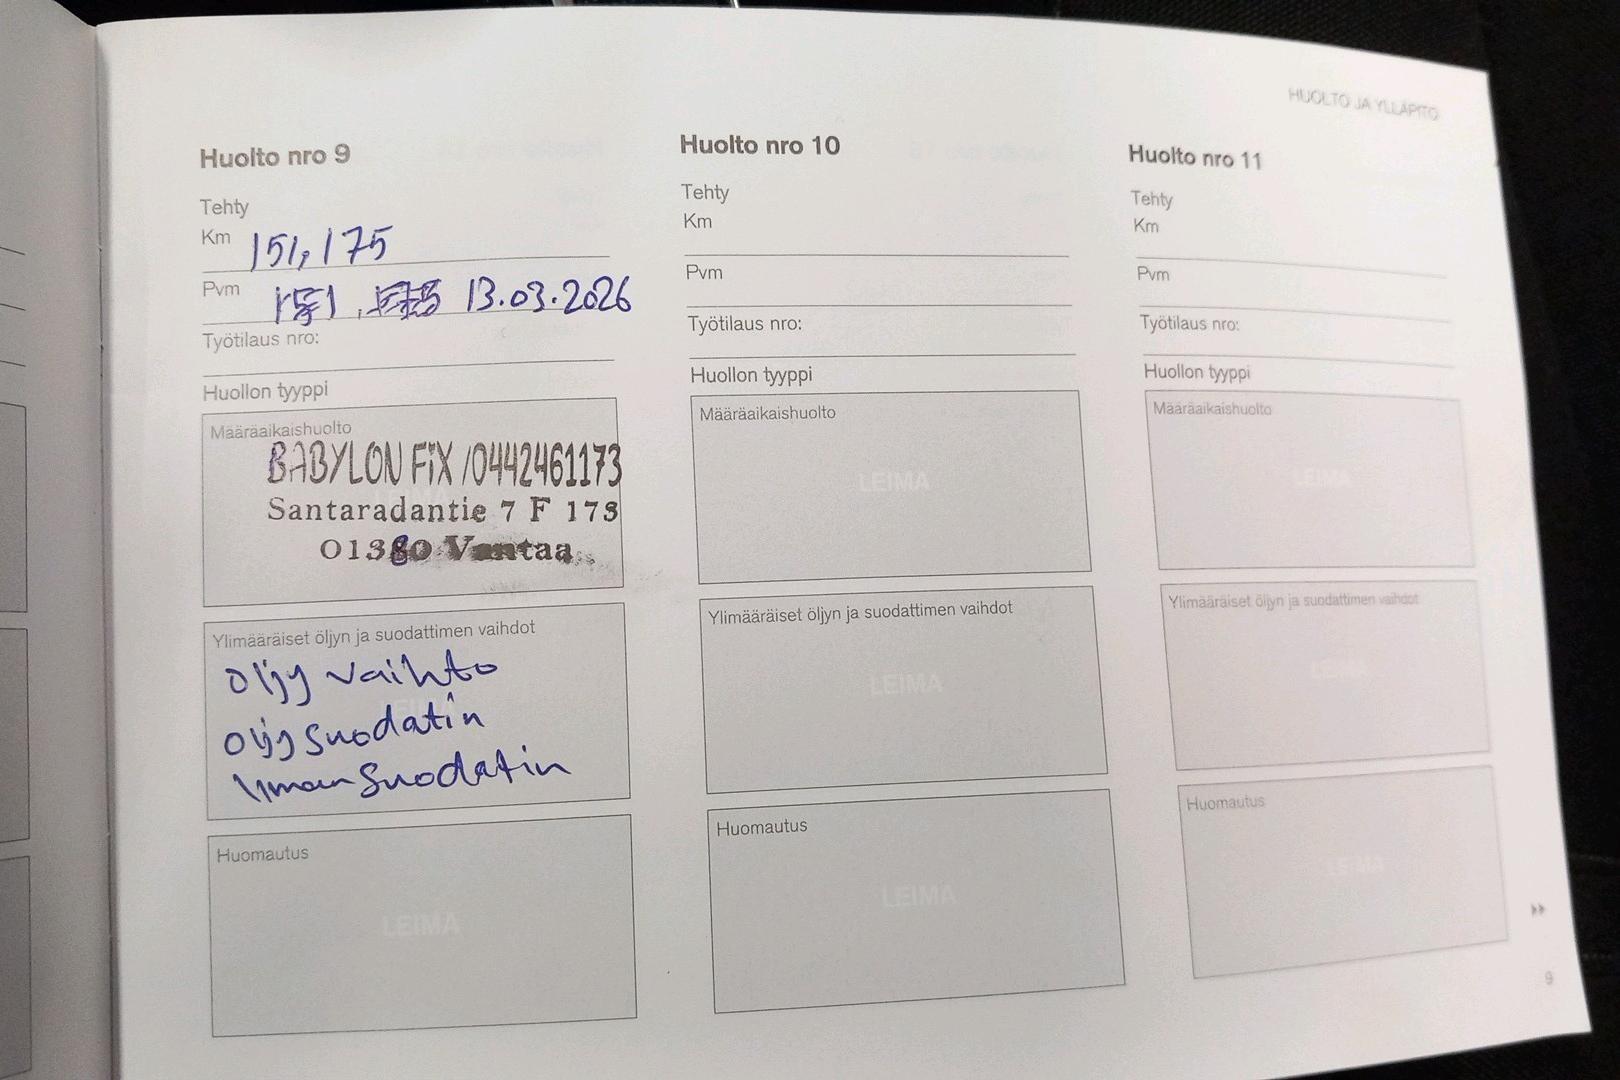 HUOLTO JA YLLÄPITO
Huolto nro 9
Tehty
Km 151,175
Pvm 13.03.2026
Työtilaus nro:
Huollon tyyppi
Määräaikaishuolto
BABYLON FiX /0442461173
Santaradantie 7 F 173
01380 Vantaa
Ylimääräiset öljyn ja suodattimen vaihdot
Oljy vaihto
oljy suodatin
Ilman suodatin
Huomautus
LEIMA
Huolto nro 10
Tehty
Km
Pvm
Työtilaus nro:
Huollon tyyppi
Määräaikaishuolto
LEIMA
Ylimääräiset öljyn ja suodattimen vaihdot
LEIMA
Huomautus
LEIMA
Huolto nro 11
Tehty
Km
Pvm
Työtilaus nro:
Huollon tyyppi
Määräaikaishuolto
LEIMA
Ylimääräiset öljyn ja suodattimen vaihdot
LEIMA
Huomautus
LEIMA
9